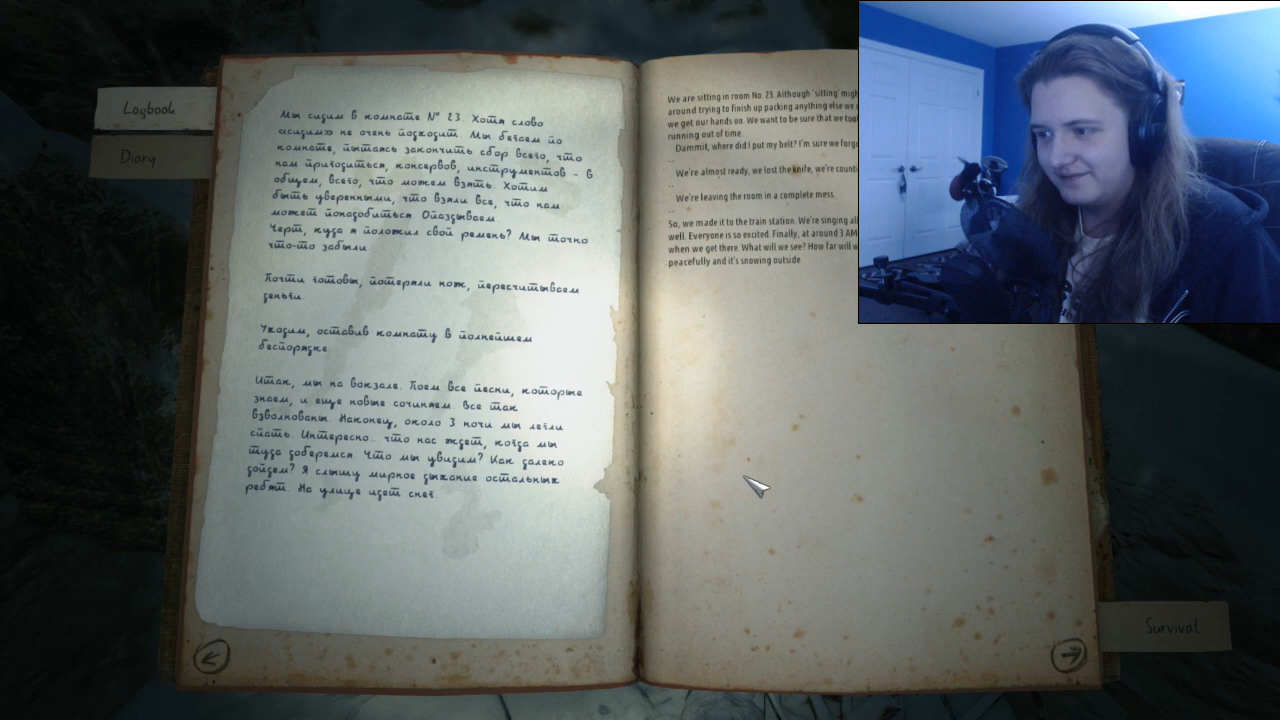 Logbook
Diary
Мы сидим в комнате № 23. Хотя слово
«сидим» не очень подходит. Мы бегаем по
комнате, пытаясь закончить сбор всего, что
нам пригодиться, консервов, инструментов - в
общем, всего, что можем взять. Хотим
быть уверенными, что взяли все, что нам
может понадобиться. Опаздываем.
Черт, куда я положил свой ремень? Мы точно
что-то забыли
Почти готовы, потеряли нож, пересчитываем
деньги.
Уходим, оставив комнату в полнейшем
беспорядке.
Итак, мы на вокзале. Поем все песни, которые
знаем, и еще новые сочиняем. Все так
взволнованы. Наконец, около 3 ночи мы легли
спать. Интересно.. что нас ждет, когда мы
туда доберемся. Что мы увидим? Как далеко
дойдем? Я слышу мирное дыхание остальных
ребят. На улице идет снег.
We are sitting in room No. 23. Although 'sitting'
around trying to finish up packing anything else we
we get our hands on. We want to be sure that we
running out of time.
Dammit, where did I put my belt? I'm sure we
..
We're almost ready, we lost the knife, we're
..
We're leaving the room in a complete mess.
..
So, we made it to the train station. We're singing
well. Everyone is so excited. Finally, at around 3 AM
when we get there. What will we see? How far will
peacefully and it's snowing outside.
Survival